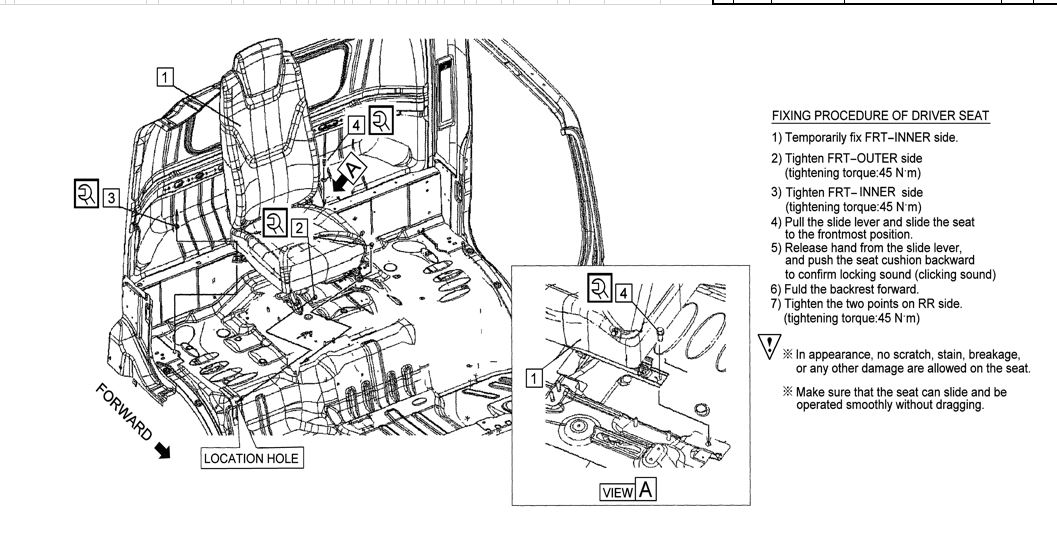 1
4
A
3
2
FORWARD
LOCATION HOLE
4
1
VIEW A
FIXING PROCEDURE OF DRIVER SEAT
1) Temporarily fix FRT-INNER side.
2) Tighten FRT-OUTER side
(tightening torque:45 N·m)
3) Tighten FRT-INNER side
(tightening torque:45 N·m)
4) Pull the slide lever and slide the seat
to the frontmost position.
5) Release hand from the slide lever,
and push the seat cushion backward
to confirm locking sound (clicking sound)
6) Fuld the backrest forward.
7) Tighten the two points on RR side.
(tightening torque:45 N·m)
!
※ In appearance, no scratch, stain, breakage,
or any other damage are allowed on the seat.
※ Make sure that the seat can slide and be
operated smoothly without dragging.